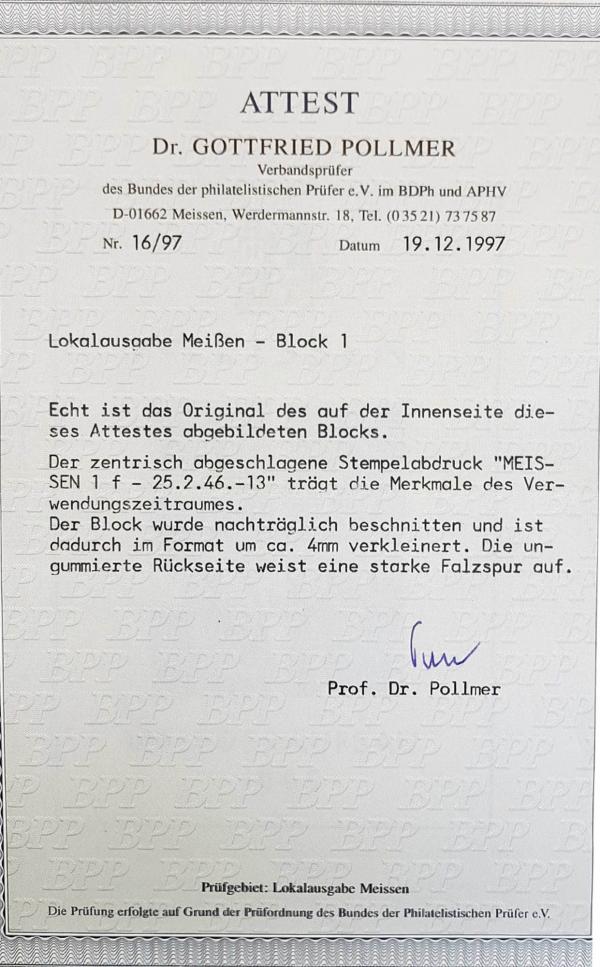 ATTEST
Dr. GOTTFRIED POLLMER
Verbandsprüfer
des Bundes der philatelistischen Prüfer e.V. im BDPh und APHV
D-01662 Meissen, Werdermannstr. 18, Tel. (0 35 21) 73 75 87
Nr. 16/97 Datum 19.12.1997
Lokalausgabe Meißen - Block 1
Echt ist das Original des auf der Innenseite die-
ses Attestes abgebildeten Blocks.
Der zentrisch abgeschlagene Stempelabdruck "MEIS-
SEN 1 f - 25.2.46.-13" trägt die Merkmale des Ver-
wendungszeitraumes.
Der Block wurde nachträglich beschnitten und ist
dadurch im Format um ca. 4mm verkleinert. Die un-
gummierte Rückseite weist eine starke Falzspur auf.
Prof. Dr. Pollmer
Prüfgebiet: Lokalausgabe Meissen
Die Prüfung erfolgte auf Grund der Prüfordnung des Bundes der Philatelistischen Prüfer e.V.